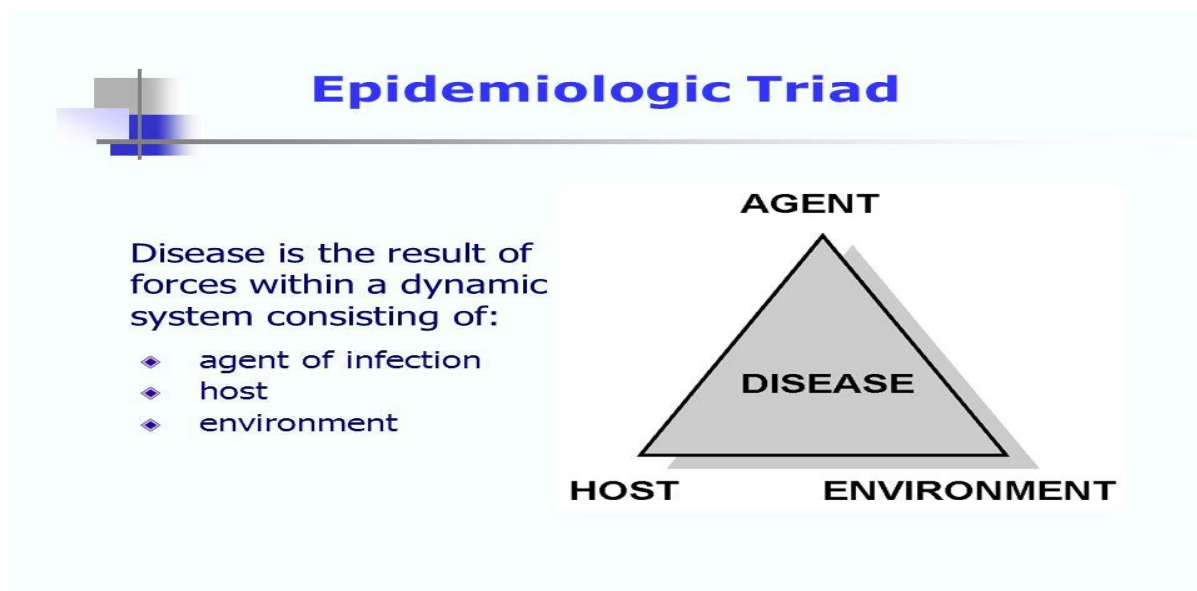 Epidemiologic Triad
Disease is the result of
forces within a dynamic
system consisting of:
agent of infection
host
environment
AGENT
DISEASE
HOST
ENVIRONMENT